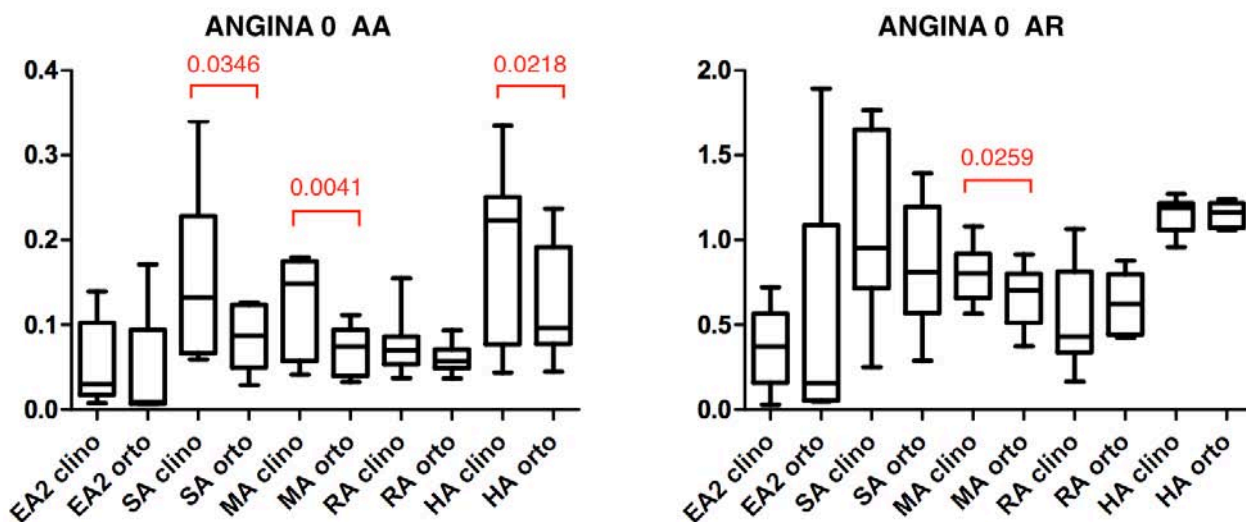 ANGINA 0 AA
0.4
0.3
0.2
0.1
0.0
0.0346
0.0041
0.0218
EA2 clino
EA2 orto
SA clino
SA orto
MA clino
MA orto
RA clino
RA orto
HA clino
HA orto
ANGINA 0 AR
2.0
1.5
1.0
0.5
0.0
0.0259
EA2 clino
EA2 orto
SA clino
SA orto
MA clino
MA orto
RA clino
RA orto
HA clino
HA orto